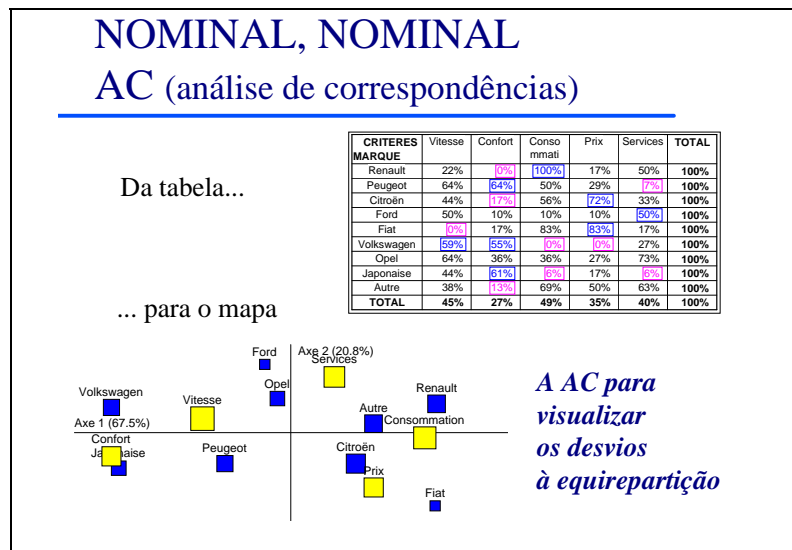 NOMINAL, NOMINAL
AC (análise de correspondências)
Da tabela...
CRITERES Vitesse Confort Conso Prix Services TOTAL
MARQUE mmati
Renault 22% 0% 100% 17% 50% 100%
Peugeot 64% 64% 50% 29% 7% 100%
Citroën 44% 17% 56% 72% 33% 100%
Ford 50% 10% 10% 10% 50% 100%
Fiat 0% 17% 83% 83% 17% 100%
Volkswagen 59% 55% 0% 0% 27% 100%
Opel 64% 36% 36% 27% 73% 100%
Japonaise 44% 61% 6% 17% 6% 100%
Autre 38% 13% 69% 50% 63% 100%
TOTAL 45% 27% 49% 35% 40% 100%
... para o mapa
Ford Axe 2 (20.8%)
Services
Volkswagen Vitesse Opel Renault
Autre
Axe 1 (67.5%) Consommation
Confort
Japonaise Peugeot Citroën
Prix
Fiat
A AC para
visualizar
os desvios
à equirepartição